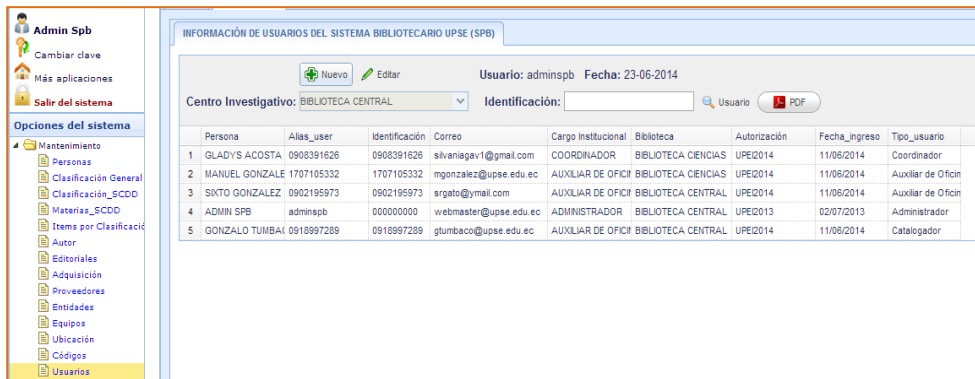 Admin Spb
Cambiar clave
Más aplicaciones
Salir del sistema
Opciones del sistema
Mantenimiento
Personas
Clasificación General
Clasificación_SCDD
Materias_SCDD
Items por Clasificació
Autor
Editoriales
Adquisición
Proveedores
Entidades
Equipos
Ubicación
Códigos
Usuarios
INFORMACIÓN DE USUARIOS DEL SISTEMA BIBLIOTECARIO UPSE (SPB)
Nuevo Editar Usuario: adminspb Fecha: 23-06-2014
Centro Investigativo: BIBLIOTECA CENTRAL Identificación: Usuario PDF
Persona Alias_user Identificación Correo Cargo Institucional Biblioteca Autorización Fecha_ingreso Tipo_usuario
1 GLADYS ACOSTA 0908391626 0908391626 silvaniagav1@gmail.com COORDINADOR BIBLIOTECA CIENCIAS UPEI2014 11/06/2014 Coordinador
2 MANUEL GONZALE 1707105332 1707105332 mgonzalez@upse.edu.ec AUXILIAR DE OFICIN BIBLIOTECA CIENCIAS UPEI2014 11/06/2014 Auxiliar de Oficin
3 SIXTO GONZALEZ 0902195973 0902195973 srgato@ymail.com AUXILIAR DE OFICIN BIBLIOTECA CENTRAL UPEI2014 11/06/2014 Auxiliar de Oficin
4 ADMIN SPB adminspb 000000000 webmaster@upse.edu.ec ADMINISTRADOR BIBLIOTECA CENTRAL UPEI2013 02/07/2013 Administrador
5 GONZALO TUMBAC 0918997289 0918997289 gtumbaco@upse.edu.ec AUXILIAR DE OFICIN BIBLIOTECA CENTRAL UPEI2014 11/06/2014 Catalogador